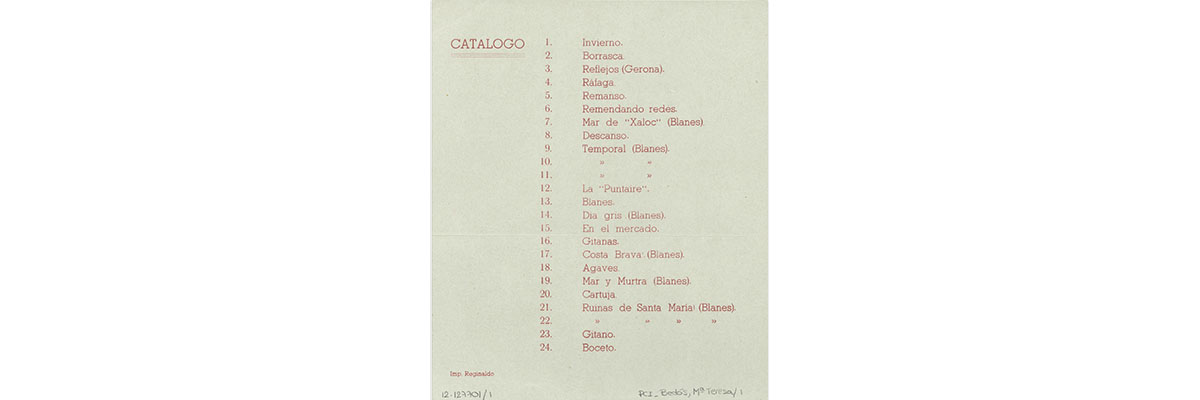 CATALOGO
1. Invierno.
2. Borrasca.
3. Reflejos (Gerona).
4. Ráfaga.
5. Remanso.
6. Remendando redes.
7. Mar de "Xaloc" (Blanes).
8. Descanso.
9. Temporal (Blanes).
10. » «
11. » »
12. La "Puntaire".
13. Blanes.
14. Dia gris (Blanes).
15. En el mercado.
16. Gitanas.
17. Costa Brava: (Blanes).
18. Agaves.
19. Mar y Murtra (Blanes).
20. Cartuja.
21. Ruinas de Santa María: (Blanes).
22. » » » »
23. Gitano.
24. Boceto.
Imp. Reginaldo
12-127701/1 PCI_Bedós, Mª Teresa/1